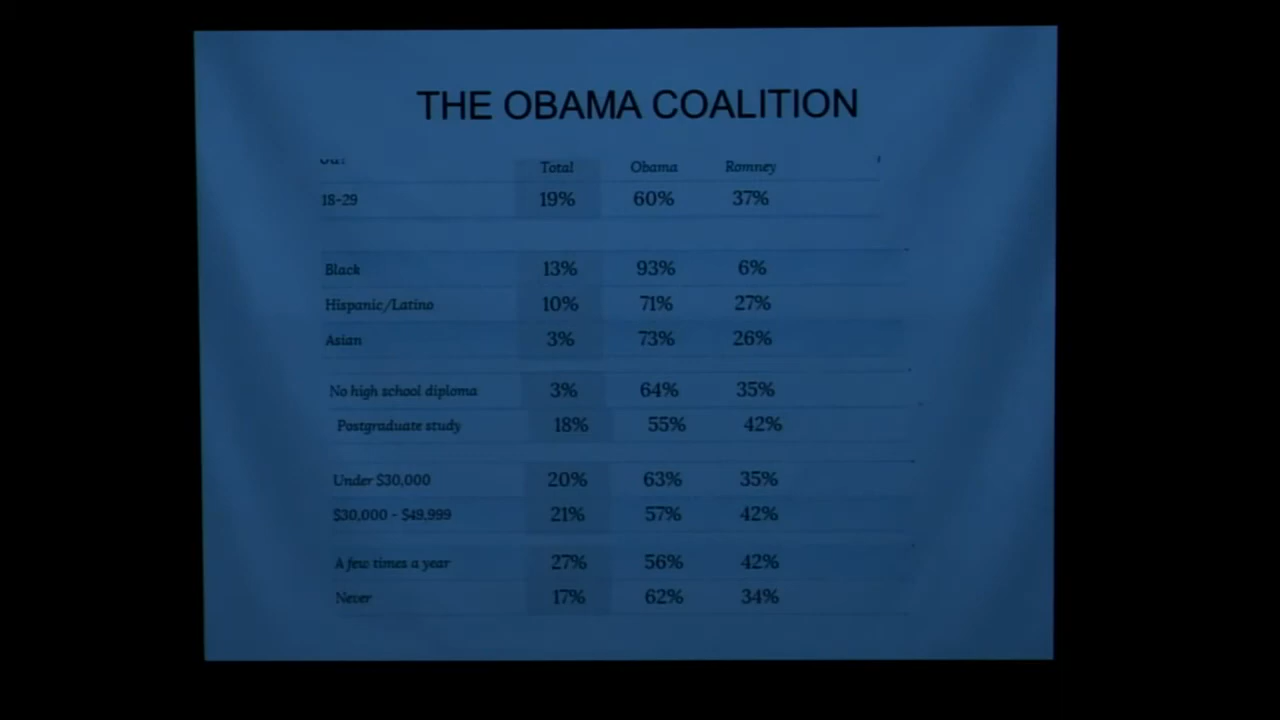 THE OBAMA COALITION
Total Obama Romney
18-29 19% 60% 37%
Black 13% 93% 6%
Hispanic/Latino 10% 71% 27%
Asian 3% 73% 26%
No high school diploma 3% 64% 35%
Postgraduate study 18% 55% 42%
Under $30,000 20% 63% 35%
$30,000 - $49,999 21% 57% 42%
A few times a year 27% 56% 42%
Never 17% 62% 34%